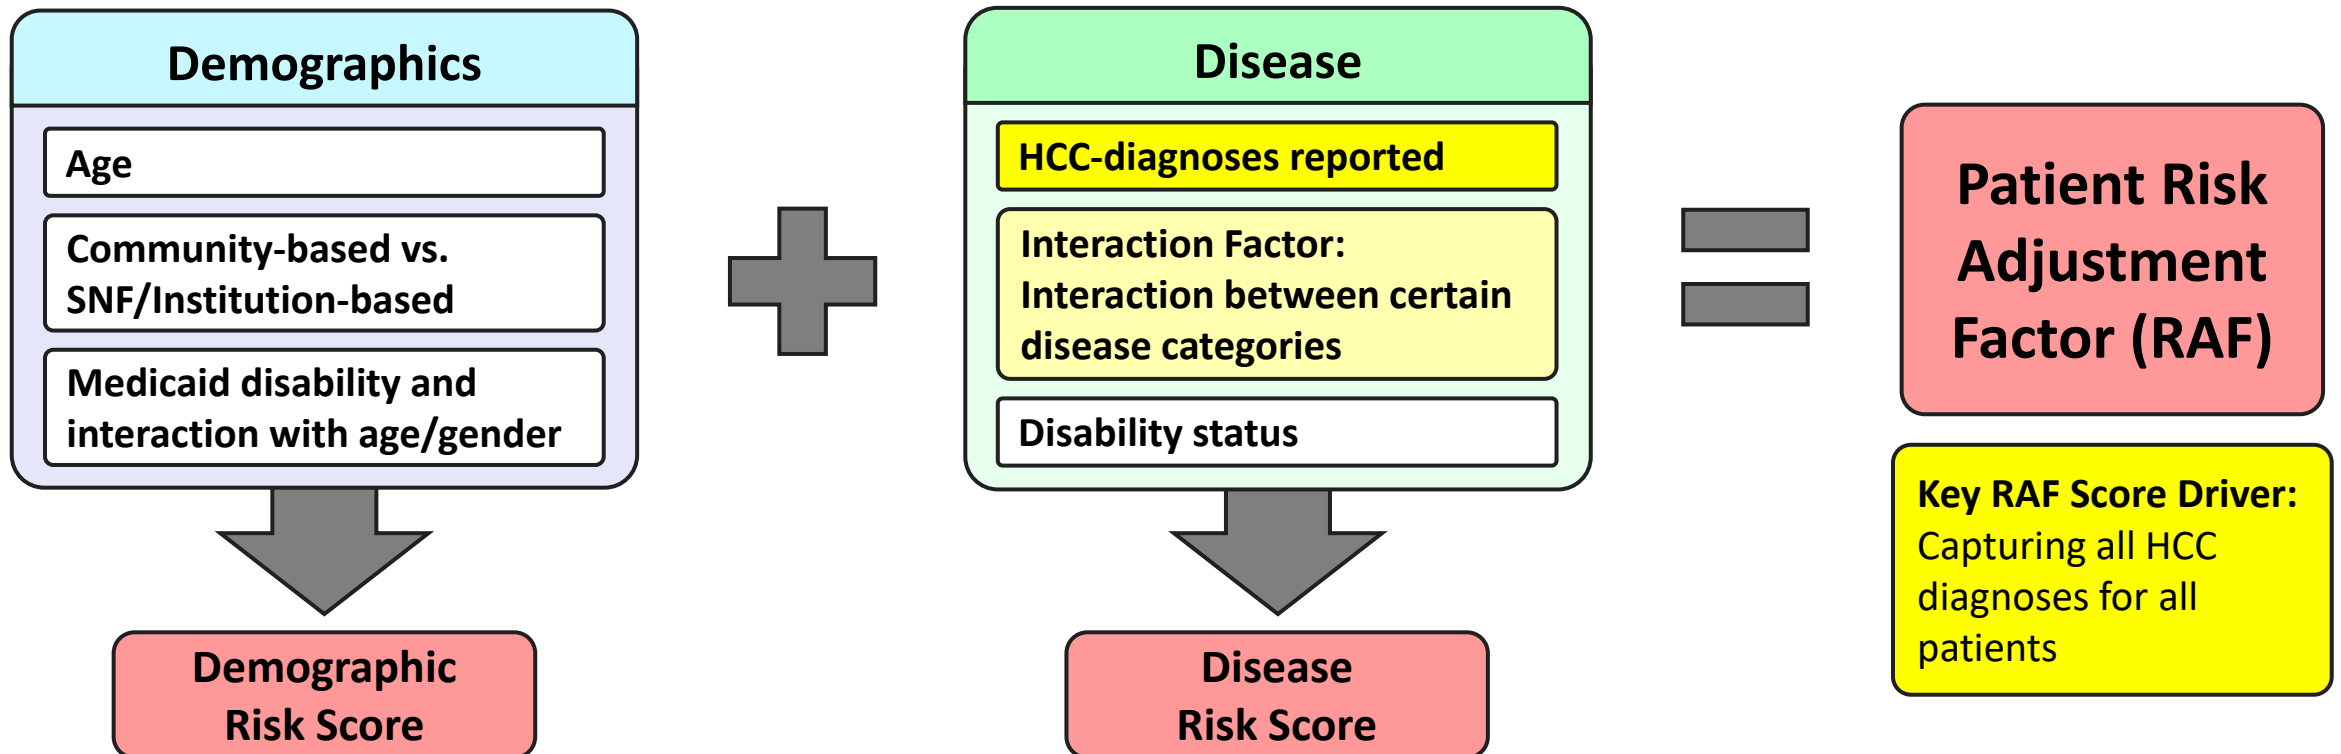 Demographics
Age
Community-based vs.
SNF/Institution-based
Medicaid disability and
interaction with age/gender
Demographic
Risk Score
Disease
HCC-diagnoses reported
Interaction Factor:
Interaction between certain
disease categories
Disability status
Disease
Risk Score
Patient Risk
Adjustment
Factor (RAF)
Key RAF Score Driver:
Capturing all HCC
diagnoses for all
patients